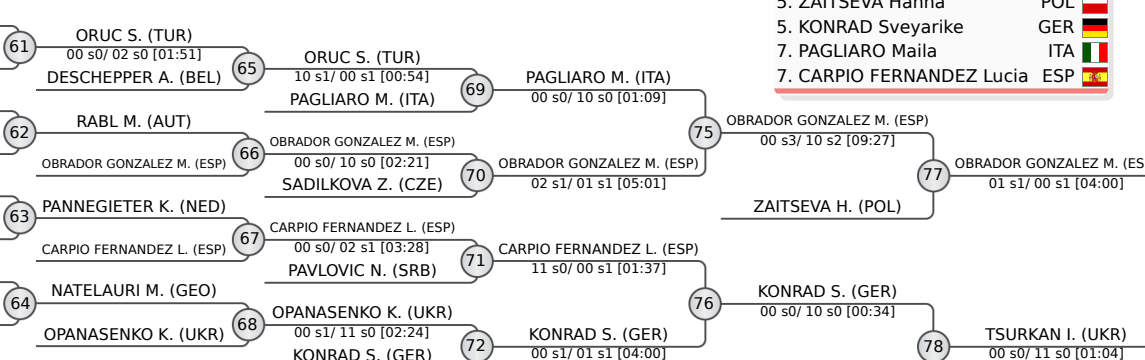 5. ZAITSEVA Hanna POL
5. KONRAD Sveyarike GER
7. PAGLIARO Maila ITA
7. CARPIO FERNANDEZ Lucia ESP
61
ORUC S. (TUR)
00 s0/ 02 s0 [01:51]
DESCHEPPER A. (BEL)
62
RABL M. (AUT)
OBRADOR GONZALEZ M. (ESP)
63
PANNEGIETER K. (NED)
CARPIO FERNANDEZ L. (ESP)
64
NATELAURI M. (GEO)
OPANASENKO K. (UKR)
65
ORUC S. (TUR)
10 s1/ 00 s1 [00:54]
PAGLIARO M. (ITA)
66
OBRADOR GONZALEZ M. (ESP)
00 s0/ 10 s0 [02:21]
SADILKOVA Z. (CZE)
67
CARPIO FERNANDEZ L. (ESP)
00 s0/ 02 s1 [03:28]
PAVLOVIC N. (SRB)
68
OPANASENKO K. (UKR)
00 s1/ 11 s0 [02:24]
KONRAD S. (GER)
69
PAGLIARO M. (ITA)
00 s0/ 10 s0 [01:09]
70
OBRADOR GONZALEZ M. (ESP)
02 s1/ 01 s1 [05:01]
71
CARPIO FERNANDEZ L. (ESP)
11 s0/ 00 s1 [01:37]
72
KONRAD S. (GER)
00 s1/ 01 s1 [04:00]
75
OBRADOR GONZALEZ M. (ESP)
00 s3/ 10 s2 [09:27]
ZAITSEVA H. (POL)
76
KONRAD S. (GER)
00 s0/ 10 s0 [00:34]
77
OBRADOR GONZALEZ M. (ES
01 s1/ 00 s1 [04:00]
78
TSURKAN I. (UKR)
00 s0/ 11 s0 [01:04]